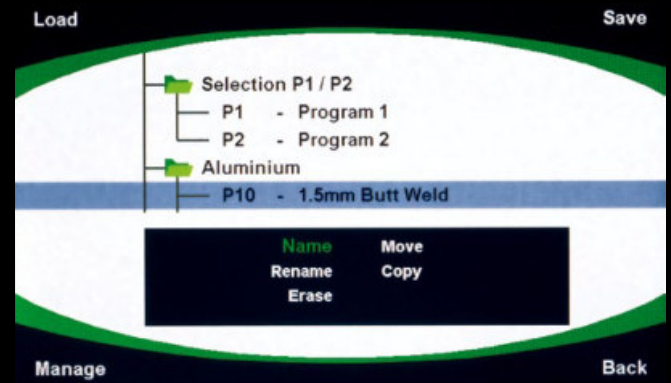 Load
Save
Selection P1 / P2
P1 - Program 1
P2 - Program 2
Aluminium
P10 - 1.5mm Butt Weld
Name Move
Rename Copy
Erase
Manage
Back